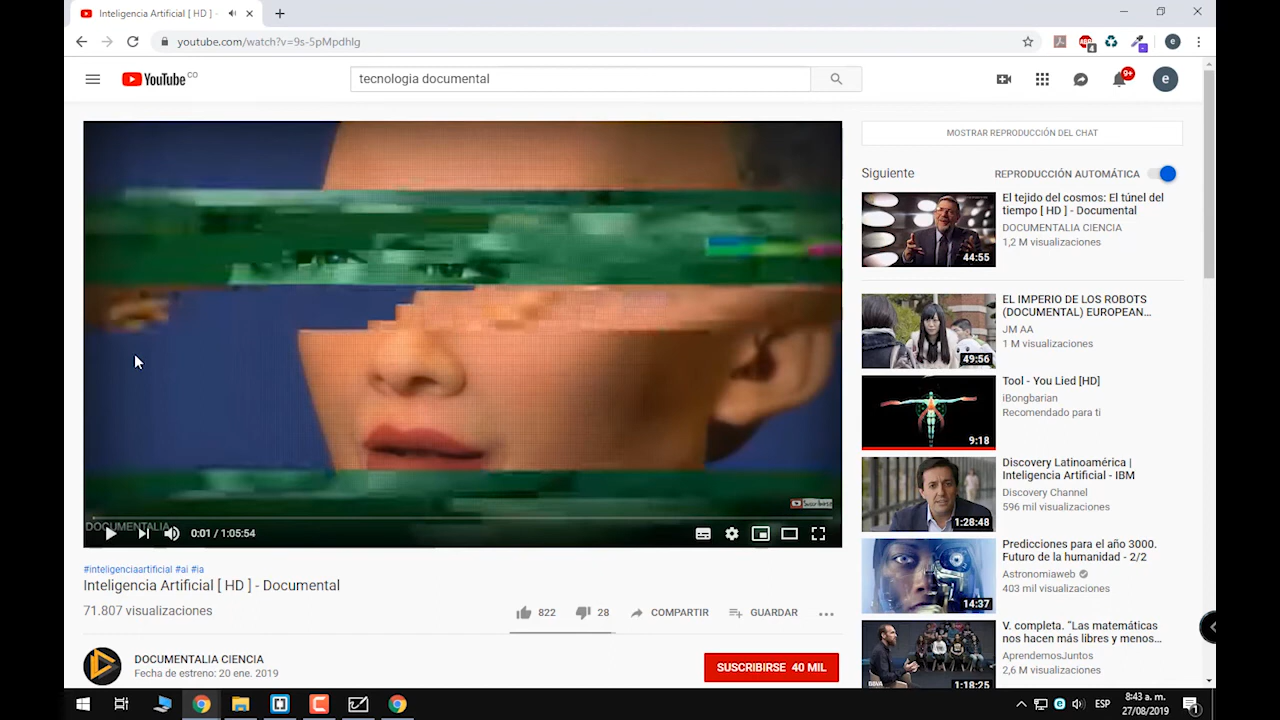 Inteligencia Artificial [ HD ] -
youtube.com/watch?v=9s-5pMpdhIg
YouTube CO
tecnologia documental
9+
e
MOSTRAR REPRODUCCIÓN DEL CHAT
Siguiente
REPRODUCCIÓN AUTOMÁTICA
El tejido del cosmos: El túnel del
tiempo [ HD ] - Documental
DOCUMENTALIA CIENCIA
1,2 M visualizaciones
44:55
EL IMPERIO DE LOS ROBOTS
(DOCUMENTAL) EUROPEAN...
JM AA
1 M visualizaciones
49:56
Tool - You Lied [HD]
iBongbarian
Recomendado para ti
9:18
Discovery Latinoamérica |
Inteligencia Artificial - IBM
Discovery Channel
596 mil visualizaciones
1:28:48
Predicciones para el año 3000.
Futuro de la humanidad - 2/2
Astronomiaweb
403 mil visualizaciones
14:37
V. completa. “Las matemáticas
nos hacen más libres y menos...
AprendemosJuntos
2,6 M visualizaciones
BBVA
1:18:25
DOCUMENTALIA
0:01 / 1:05:54
#inteligenciaartificial #ai #ia
Inteligencia Artificial [ HD ] - Documental
71.807 visualizaciones
822
28
COMPARTIR
GUARDAR
DOCUMENTALIA CIENCIA
Fecha de estreno: 20 ene. 2019
SUSCRIBIRSE 40 MIL
ESP
8:43 a. m.
27/08/2019
1